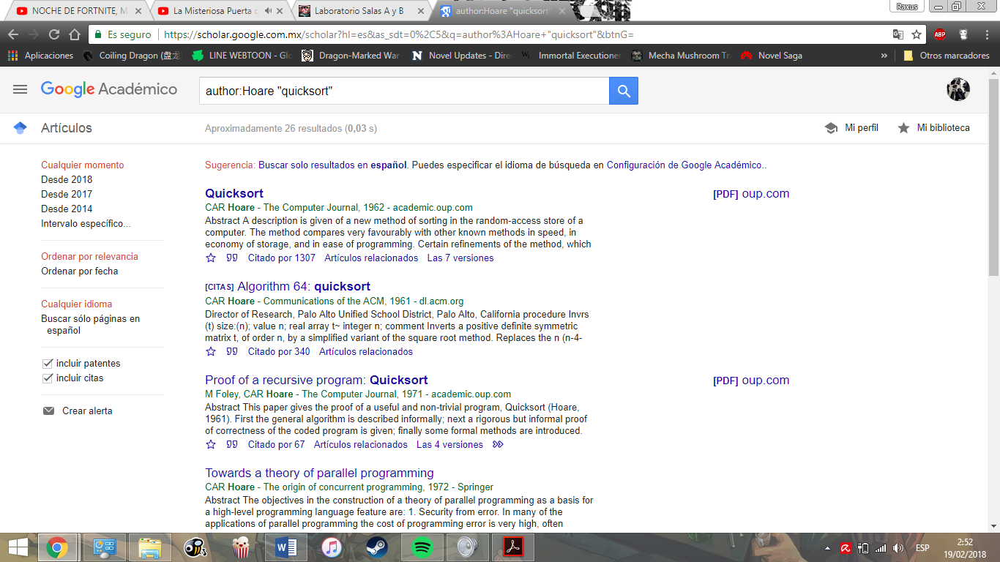 NOCHE DE FORTNITE, M
La Misteriosa Puerta
Laboratorio Salas A y B
author:Hoare "quicksort"
Raxus
Es seguro
https://scholar.google.com.mx/scholar?hl=es&as_sdt=0%2C5&q=author%3AHoare+"quicksort"&btnG=
ABP
Aplicaciones
Coiling Dragon (盘龙
LINE WEBTOON - Glo
Dragon-Marked War
N
Novel Updates - Dire
Immortal Executioner
Mecha Mushroom Tra
Novel Saga
»
Otros marcadores
Google Académico
author:Hoare "quicksort"
Artículos
Aproximadamente 26 resultados (0,03 s)
Mi perfil
Mi biblioteca
Cualquier momento
Desde 2018
Desde 2017
Desde 2014
Intervalo específico...
Ordenar por relevancia
Ordenar por fecha
Cualquier idioma
Buscar sólo páginas en
español
incluir patentes
incluir citas
Crear alerta
Sugerencia: Buscar solo resultados en español. Puedes especificar el idioma de búsqueda en Configuración de Google Académico..
Quicksort
[PDF] oup.com
CAR Hoare - The Computer Journal, 1962 - academic.oup.com
Abstract A description is given of a new method of sorting in the random-access store of a
computer. The method compares very favourably with other known methods in speed, in
economy of storage, and in ease of programming. Certain refinements of the method, which
Citado por 1307 Artículos relacionados Las 7 versiones
[CITAS] Algorithm 64: quicksort
CAR Hoare - Communications of the ACM, 1961 - dl.acm.org
Director of Research, Palo Alto Unified School District, Palo Alto, California procedure Invrs
(t) size:(n); value n; real array t~ integer n; comment Inverts a positive definite symmetric
matrix t, of order n, by a simplified variant of the square root method. Replaces the n (n-4-
Citado por 340 Artículos relacionados
Proof of a recursive program: Quicksort
[PDF] oup.com
M Foley, CAR Hoare - The Computer Journal, 1971 - academic.oup.com
Abstract This paper gives the proof of a useful and non-trivial program, Quicksort (Hoare,
1961). First the general algorithm is described informally; next a rigorous but informal proof
of correctness of the coded program is given; finally some formal methods are introduced.
Citado por 67 Artículos relacionados Las 4 versiones
Towards a theory of parallel programming
CAR Hoare - The origin of concurrent programming, 1972 - Springer
Abstract The objectives in the construction of a theory of parallel programming as a basis for
a high-level programming language feature are: 1. Security from error. In many of the
applications of parallel programming the cost of programming error is very high, often
ESP
2:52
19/02/2018